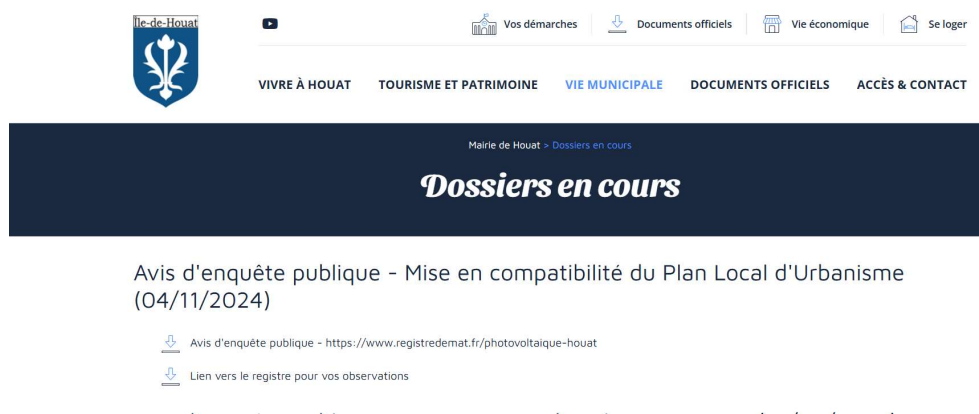 Île-de-Houat
Vos démarches
Documents officiels
Vie économique
Se loger
VIVRE À HOUAT
TOURISME ET PATRIMOINE
VIE MUNICIPALE
DOCUMENTS OFFICIELS
ACCÈS & CONTACT
Mairie de Houat > Dossiers en cours
Dossiers en cours
Avis d'enquête publique - Mise en compatibilité du Plan Local d'Urbanisme
(04/11/2024)
Avis d'enquête publique - https://www.registredemat.fr/photovoltaique-houat
Lien vers le registre pour vos observations